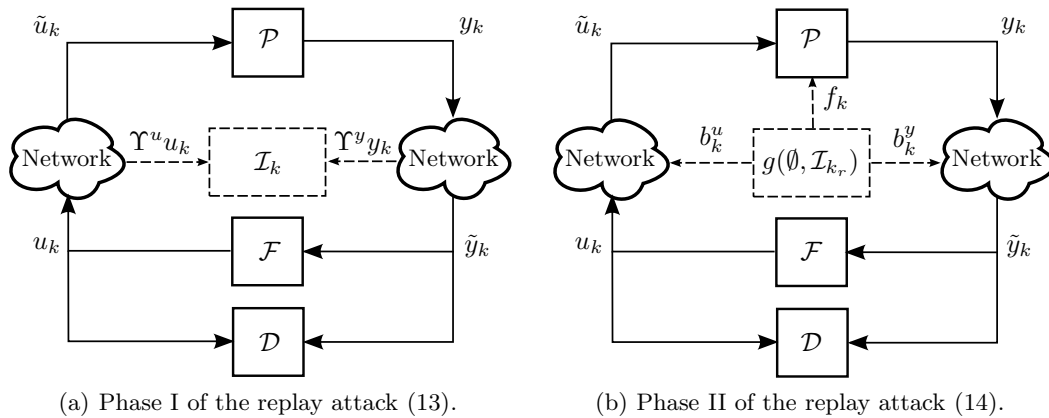 ũ_k 𝒫 y_k
Network Υ^u u_k ℐ_k Υ^y y_k Network
u_k ℱ ỹ_k
𝒟
(a) Phase I of the replay attack (13).
ũ_k 𝒫 y_k
f_k
Network b_k^u g(∅, ℐ_{k_r}) b_k^y Network
u_k ℱ ỹ_k
𝒟
(b) Phase II of the replay attack (14).